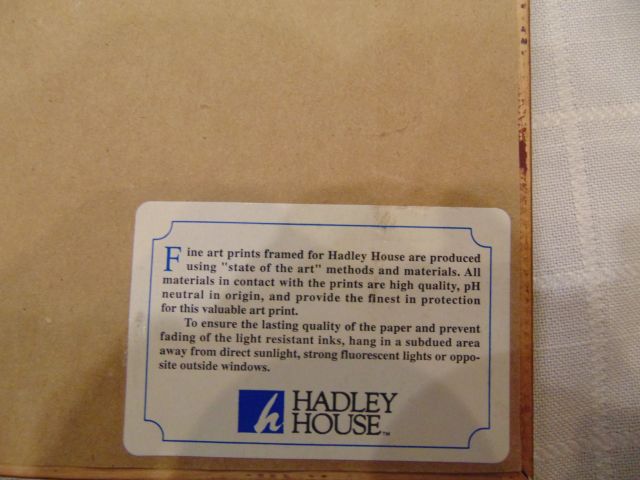 Fine art prints framed for Hadley House are produced
using "state of the art" methods and materials. All
materials in contact with the prints are high quality, pH
neutral in origin, and provide the finest in protection
for this valuable art print.
To ensure the lasting quality of the paper and prevent
fading of the light resistant inks, hang in a subdued area
away from direct sunlight, strong fluorescent lights or oppo-
site outside windows.
h HADLEY
HOUSE™